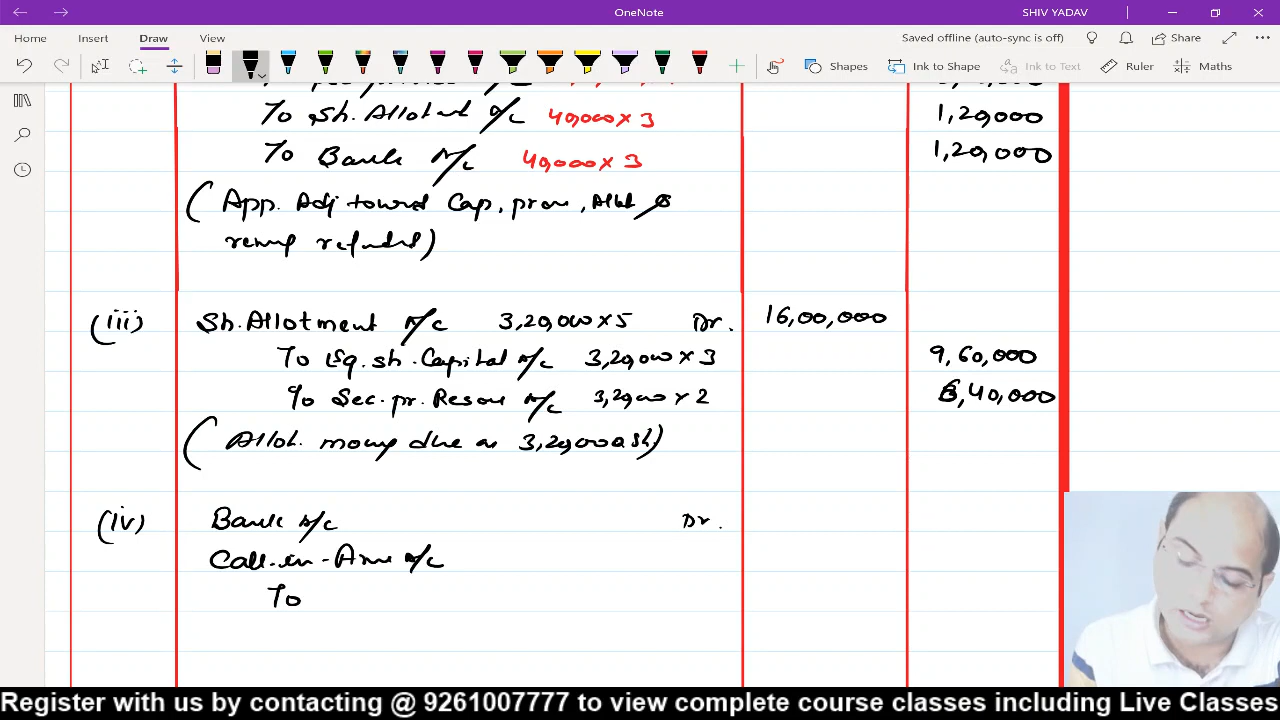 OneNote
SHIV YADAV
Home Insert Draw View
Saved offline (auto-sync is off) Share
Shapes Ink to Shape Ink to Text Ruler Maths
To Sh. Allotment A/c 40,000 x 3 1,20,000
To Bank A/c 40,000 x 3 1,20,000
(App. Adj toward Cap, prem, Allot &
refunded)
(iii) Sh. Allotment A/c 3,20,000 x 5 Dr. 16,00,000
To Eq. sh. Capital A/c 3,20,000 x 3 9,60,000
To Sec. pr. Reserve A/c 3,20,000 x 2 6,40,000
(Allot. money due on 3,20,000 e sh)
(iv) Bank A/c Dr.
Call-in-Arrear A/c
To
Register with us by contacting @ 9261007777 to view complete course classes including Live Classes